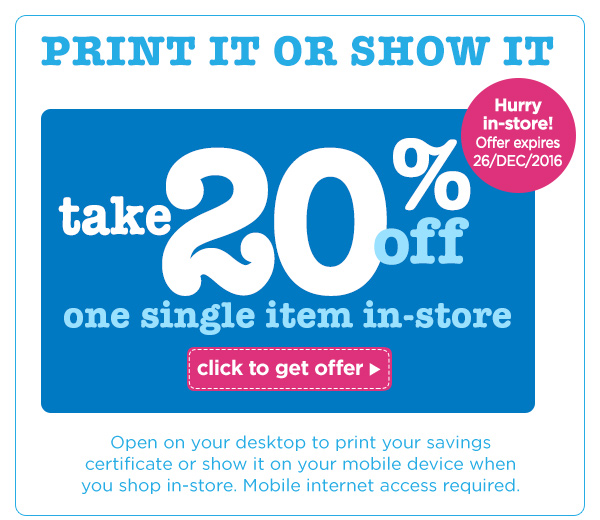 PRINT IT OR SHOW IT
Hurry
in-store!
Offer expires
26/DEC/2016
take 20% off
one single item in-store
click to get offer
Open on your desktop to print your savings
certificate or show it on your mobile device when
you shop in-store. Mobile internet access required.